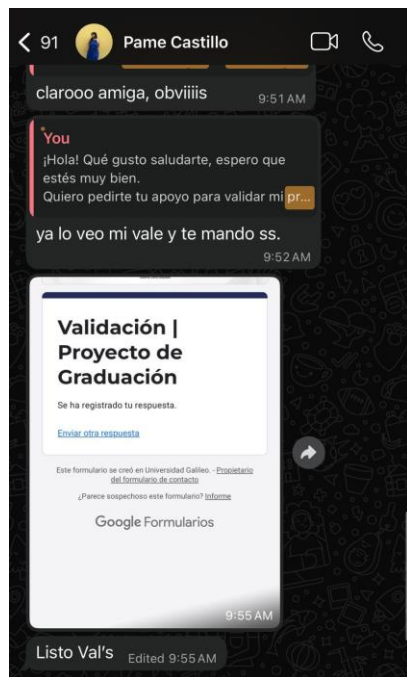 91 Pame Castillo
clarooo amiga, obviiiis 9:51 AM
You
¡Hola! Qué gusto saludarte, espero que
estés muy bien.
Quiero pedirte tu apoyo para validar mi pr...
ya lo veo mi vale y te mando ss.
9:52 AM
Validación |
Proyecto de
Graduación
Se ha registrado tu respuesta.
Enviar otra respuesta
Este formulario se creó en Universidad Galileo. - Propietario
del formulario de contacto
¿Parece sospechoso este formulario? Informe
Google Formularios
9:55 AM
Listo Val's Edited 9:55 AM